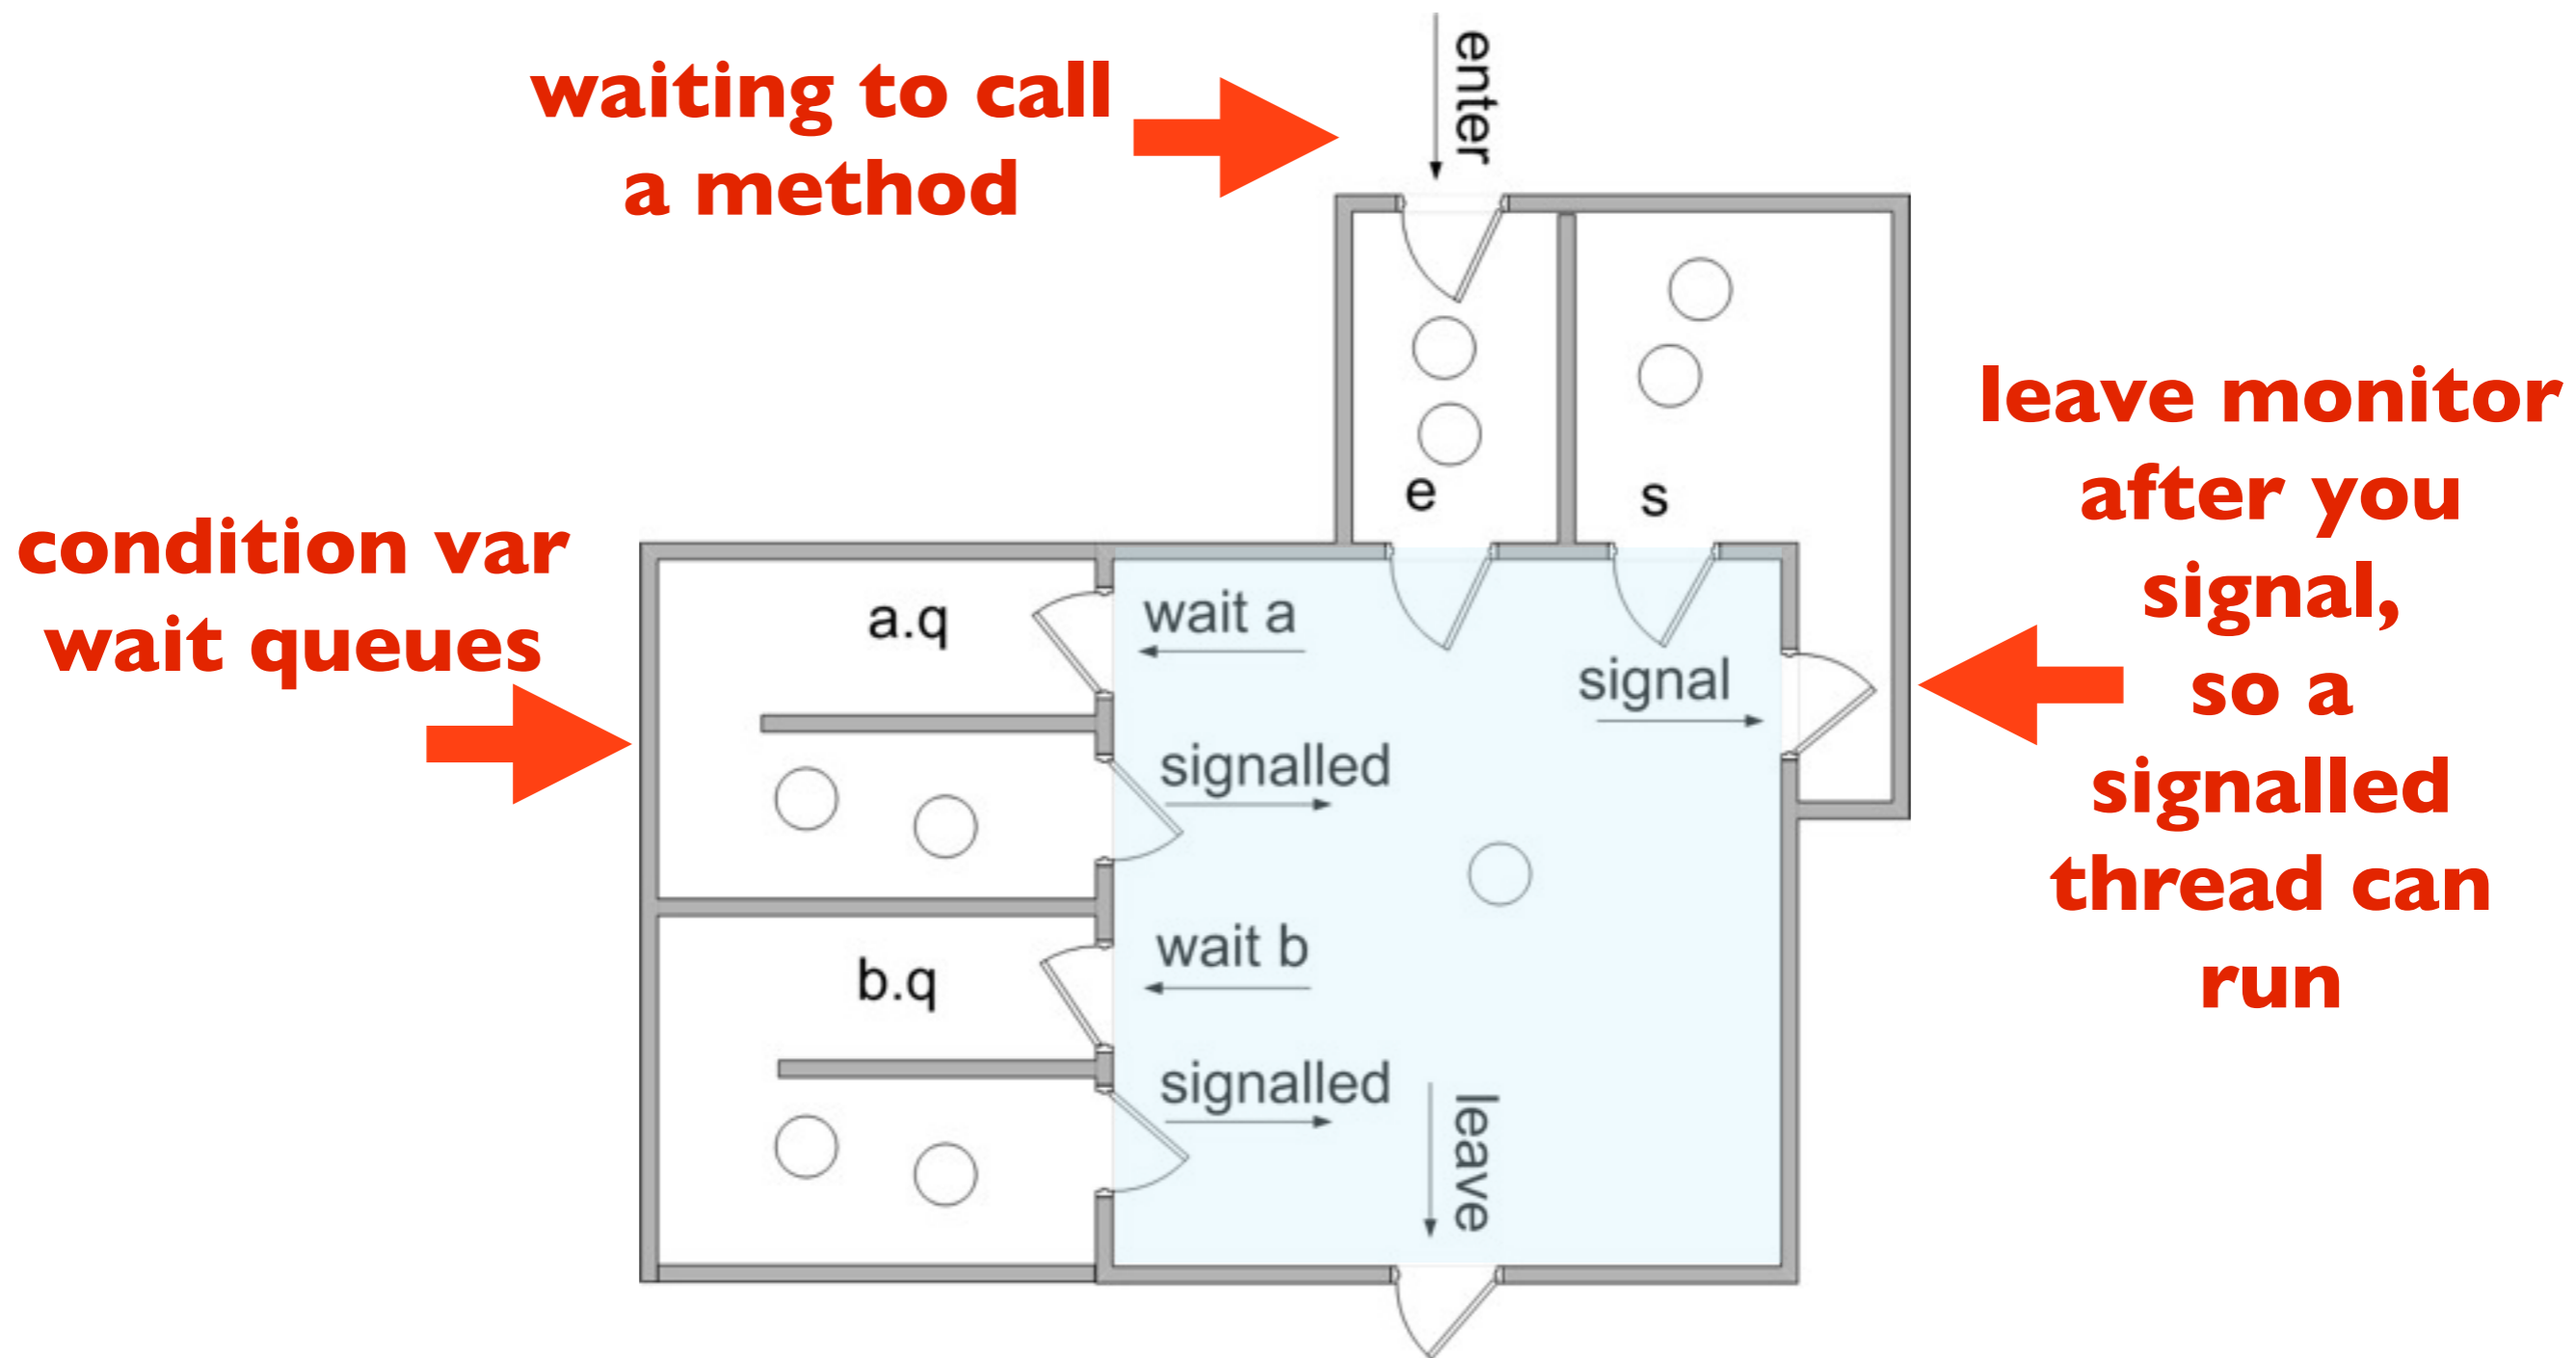 waiting to call
a method
enter
condition var
wait queues
e
s
a.q
wait a
signal
signalled
b.q
wait b
signalled
leave
leave monitor
after you
signal,
so a
signalled
thread can
run